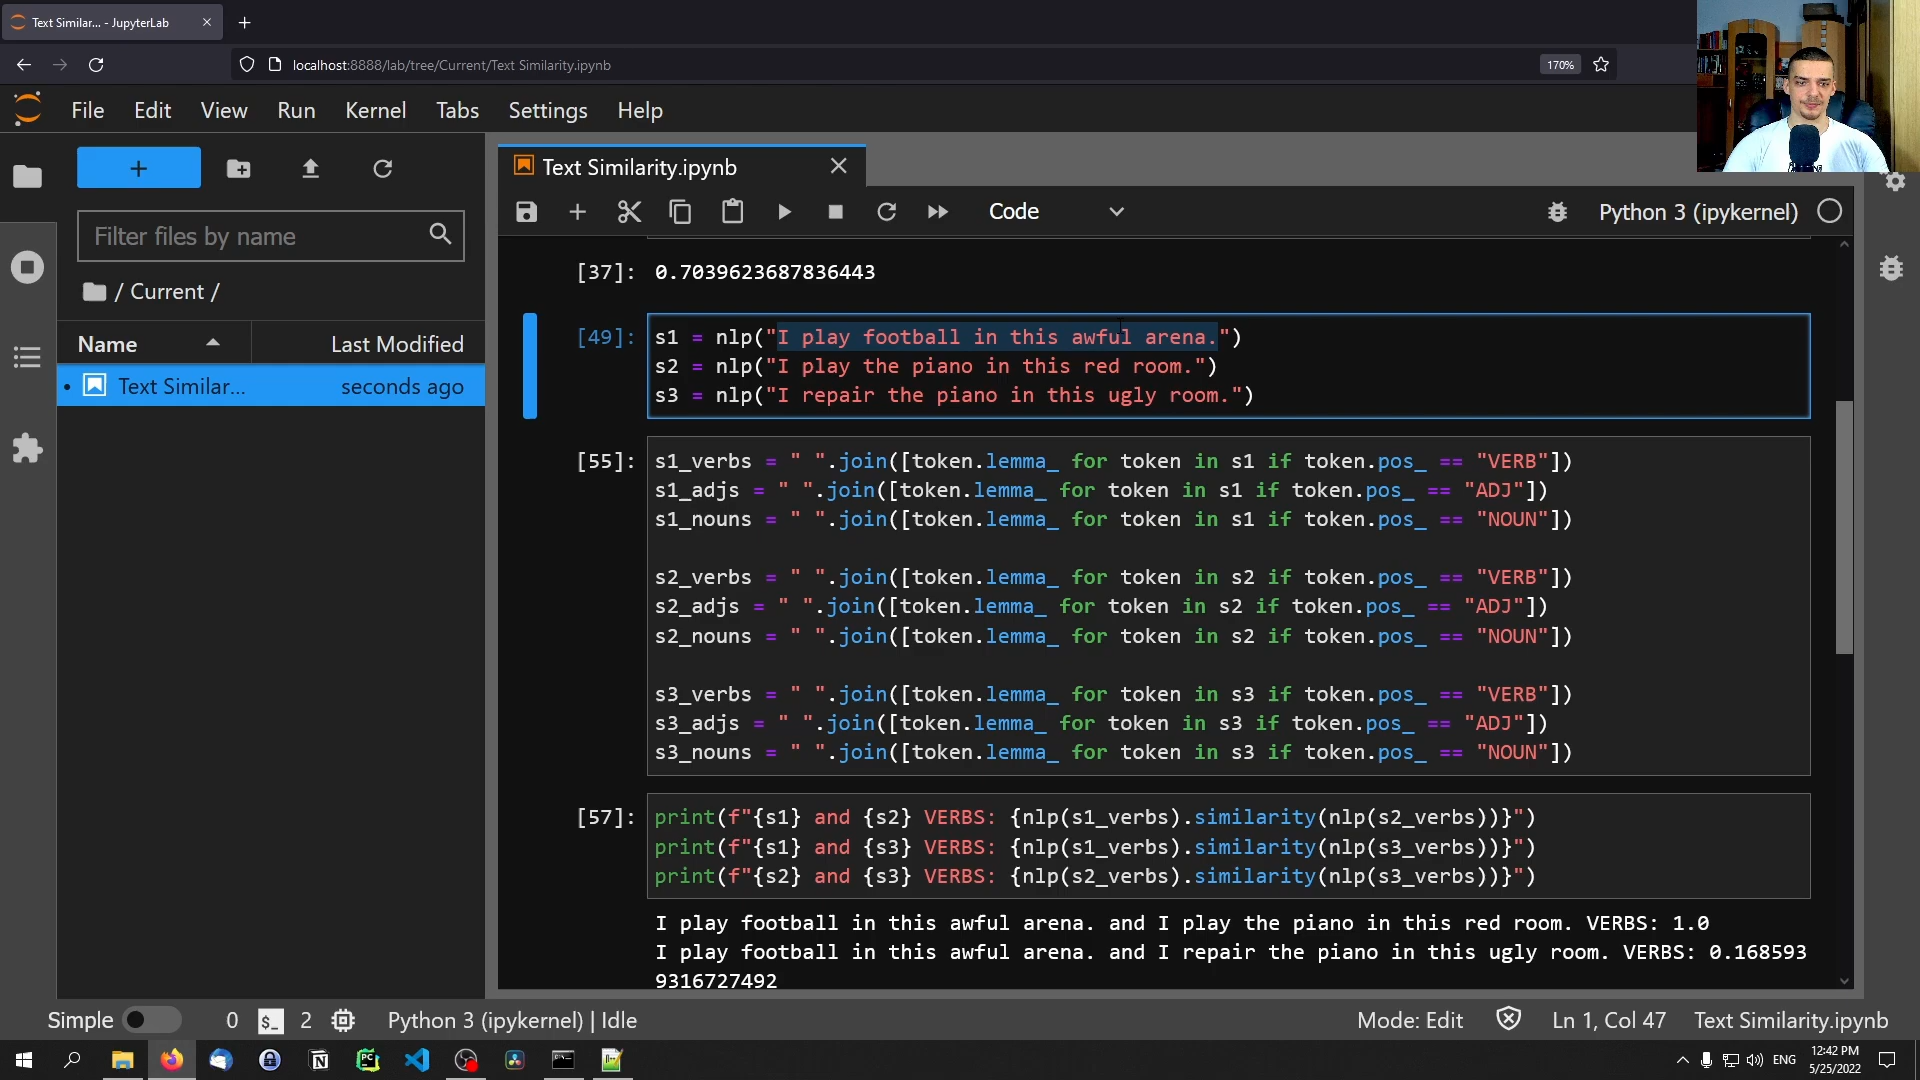 Text Similar... - JupyterLab
localhost:8888/lab/tree/Current/Text Similarity.ipynb
170%
File Edit View Run Kernel Tabs Settings Help
Text Similarity.ipynb
Code
Python 3 (ipykernel)
Filter files by name
/ Current /
Name Last Modified
Text Similar... seconds ago
[37]: 0.7039623687836443
[49]: s1 = nlp("I play football in this awful arena.")
s2 = nlp("I play the piano in this red room.")
s3 = nlp("I repair the piano in this ugly room.")
[55]: s1_verbs = " ".join([token.lemma_ for token in s1 if token.pos_ == "VERB"])
s1_adjs = " ".join([token.lemma_ for token in s1 if token.pos_ == "ADJ"])
s1_nouns = " ".join([token.lemma_ for token in s1 if token.pos_ == "NOUN"])
s2_verbs = " ".join([token.lemma_ for token in s2 if token.pos_ == "VERB"])
s2_adjs = " ".join([token.lemma_ for token in s2 if token.pos_ == "ADJ"])
s2_nouns = " ".join([token.lemma_ for token in s2 if token.pos_ == "NOUN"])
s3_verbs = " ".join([token.lemma_ for token in s3 if token.pos_ == "VERB"])
s3_adjs = " ".join([token.lemma_ for token in s3 if token.pos_ == "ADJ"])
s3_nouns = " ".join([token.lemma_ for token in s3 if token.pos_ == "NOUN"])
[57]: print(f"{s1} and {s2} VERBS: {nlp(s1_verbs).similarity(nlp(s2_verbs))}")
print(f"{s1} and {s3} VERBS: {nlp(s1_verbs).similarity(nlp(s3_verbs))}")
print(f"{s2} and {s3} VERBS: {nlp(s2_verbs).similarity(nlp(s3_verbs))}")
I play football in this awful arena. and I play the piano in this red room. VERBS: 1.0
I play football in this awful arena. and I repair the piano in this ugly room. VERBS: 0.168593
9316727492
Simple 0 $_ 2 Python 3 (ipykernel) | Idle Mode: Edit Ln 1, Col 47 Text Similarity.ipynb
ENG 12:42 PM
5/25/2022